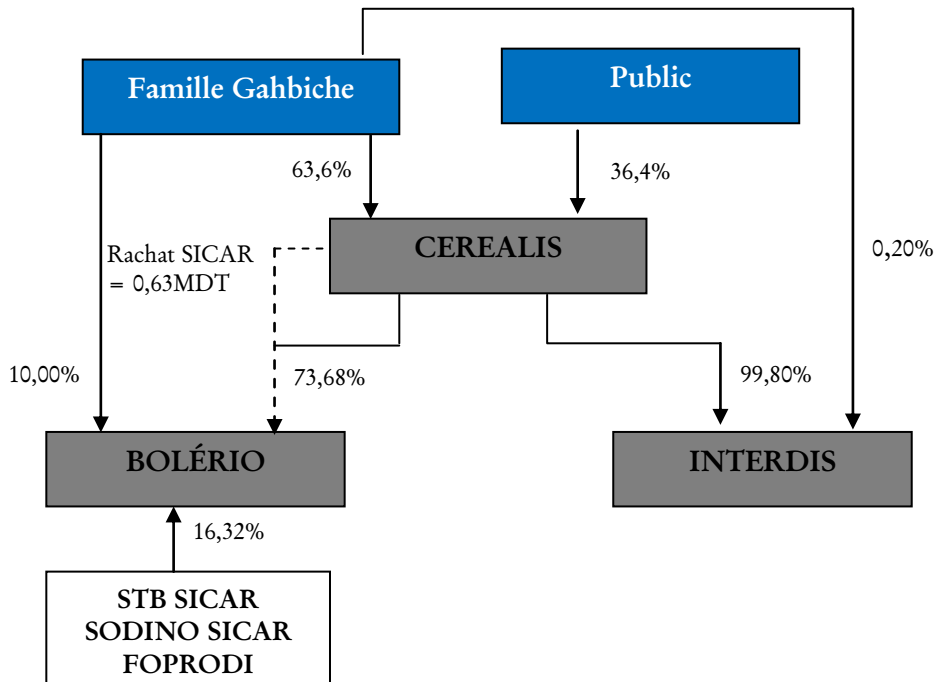 Famille Gahbiche
Public
63,6%
36,4%
CEREALIS
0,20%
Rachat SICAR
= 0,63MDT
10,00%
73,68%
99,80%
BOLÉRIO
INTERDIS
16,32%
STB SICAR
SODINO SICAR
FOPRODI